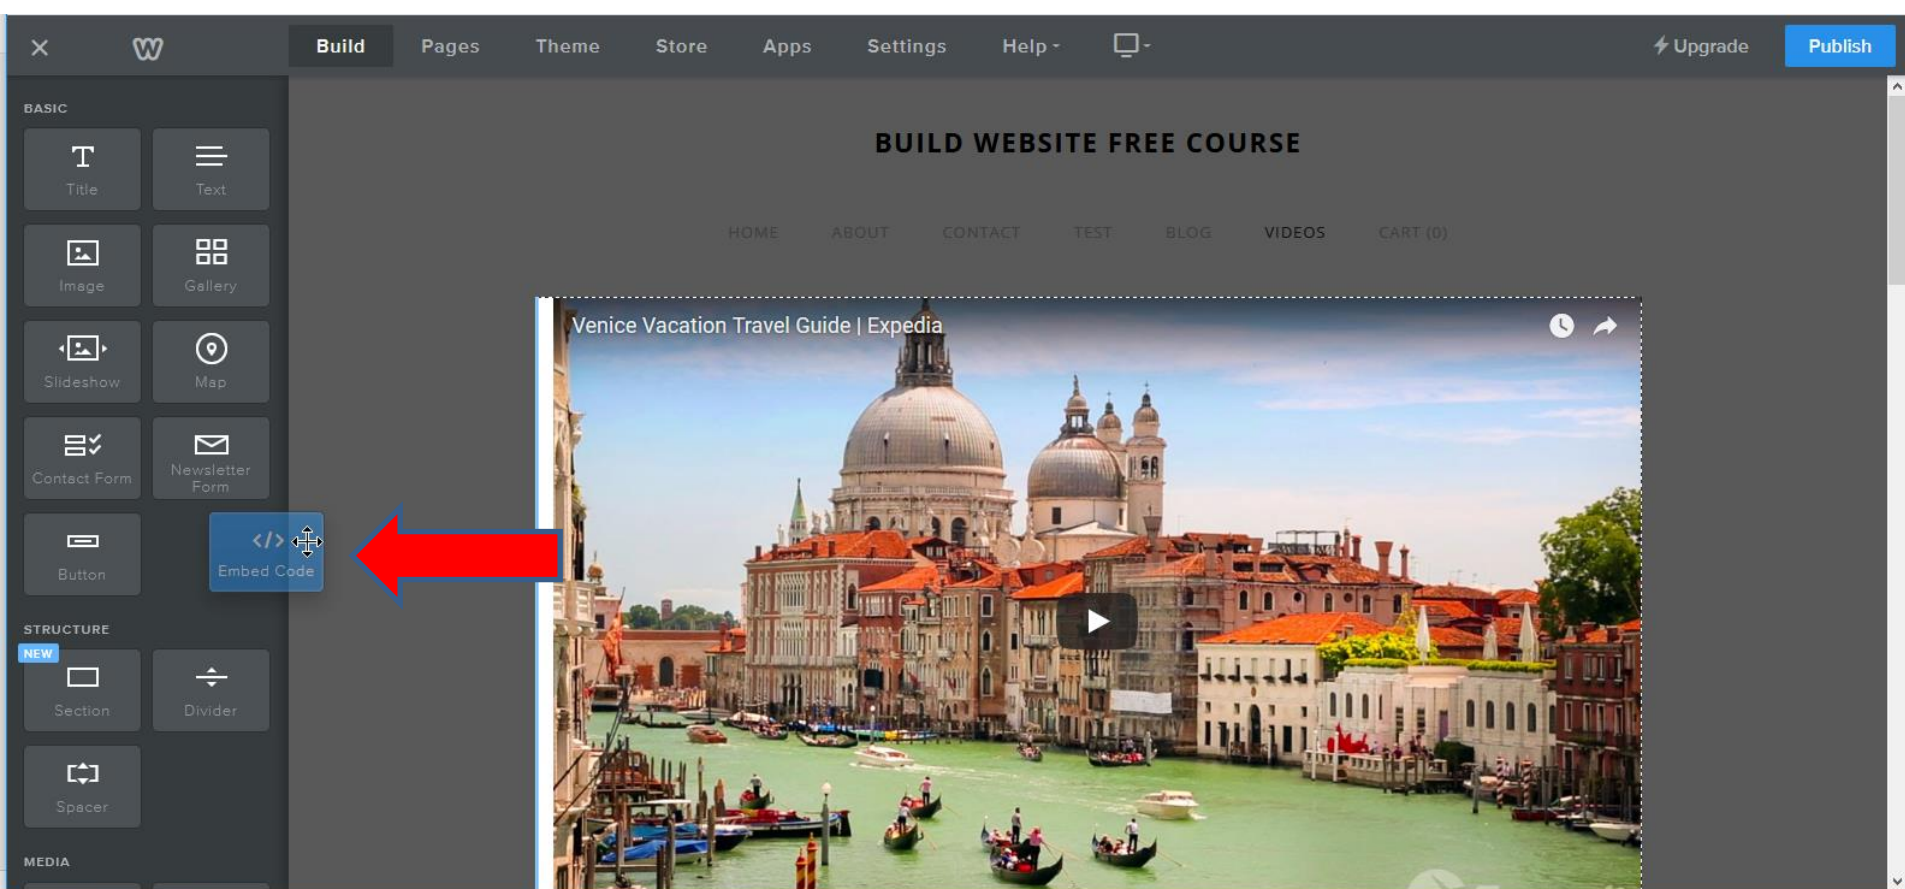 Build Pages Theme Store Apps Settings Help Upgrade Publish
BASIC
Title Text
Image Gallery
Slideshow Map
Contact Form Newsletter
Form
Button Embed Code
STRUCTURE
NEW
Section Divider
Spacer
MEDIA
BUILD WEBSITE FREE COURSE
HOME ABOUT CONTACT TEST BLOG VIDEOS CART (0)
Venice Vacation Travel Guide | Expedia